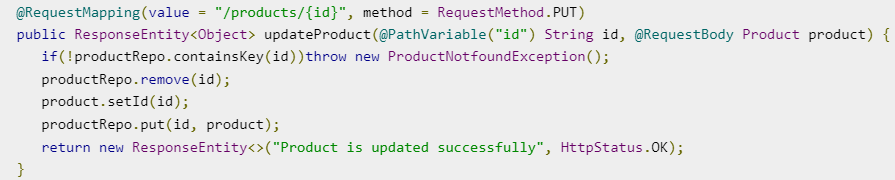 @RequestMapping(value = "/products/{id}", method = RequestMethod.PUT)
public ResponseEntity<Object> updateProduct(@PathVariable("id") String id, @RequestBody Product product) {
if(!productRepo.containsKey(id))throw new ProductNotfoundException();
productRepo.remove(id);
product.setId(id);
productRepo.put(id, product);
return new ResponseEntity<>("Product is updated successfully", HttpStatus.OK);
}